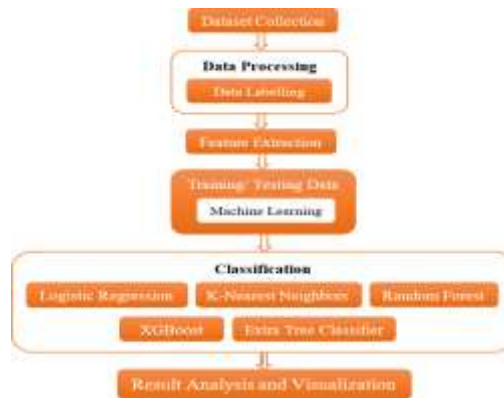 Dataset Collection
Data Processing
Data Labelling
Feature Extraction
Training/ Testing Data
Machine Learning
Classification
Logistic Regression K-Nearest Neighbors Random Forest
XGBoost Extra Tree Classifier
Result Analysis and Visualization